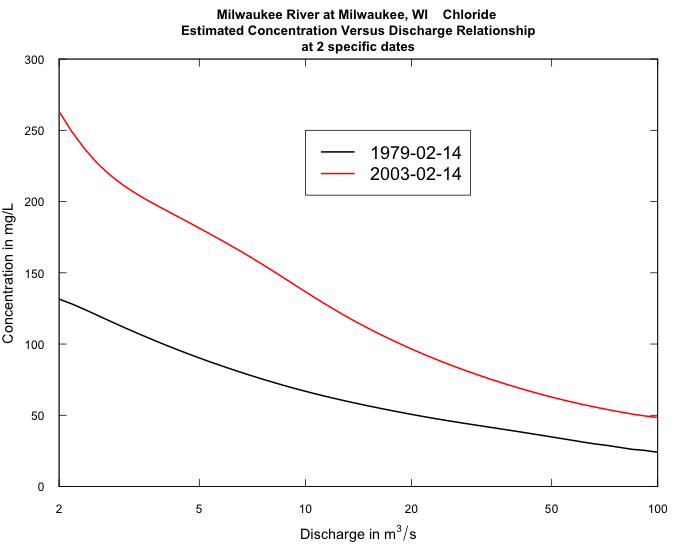 Milwaukee River at Milwaukee, WI    Chloride
Estimated Concentration Versus Discharge Relationship
at 2 specific dates
300
250
200
150
100
50
0
Concentration in mg/L
1979-02-14
2003-02-14
2 5 10 20 50 100
Discharge in m³/s